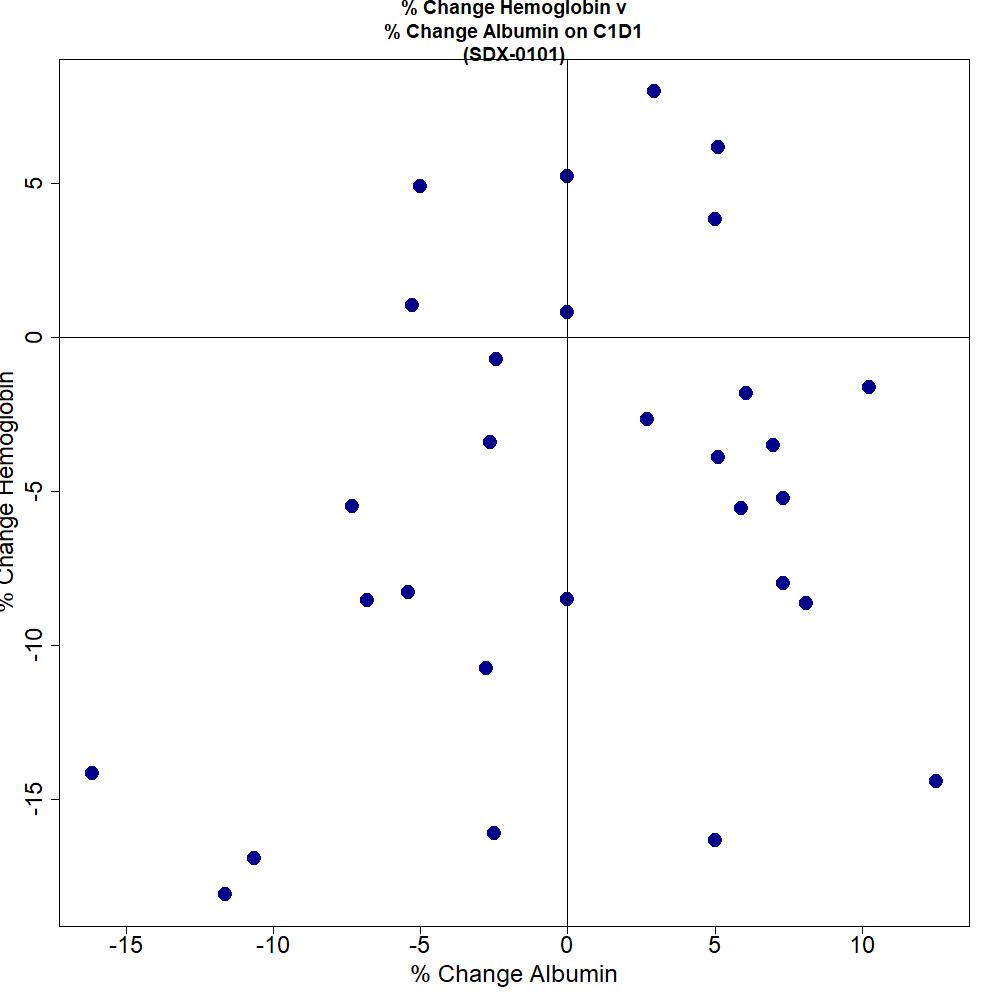 % Change Hemoglobin v
% Change Albumin on C1D1
(SDX-0101)
5
0
-5
-10
-15
% Change Hemoglobin
-15
-10
-5
0
5
10
% Change Albumin